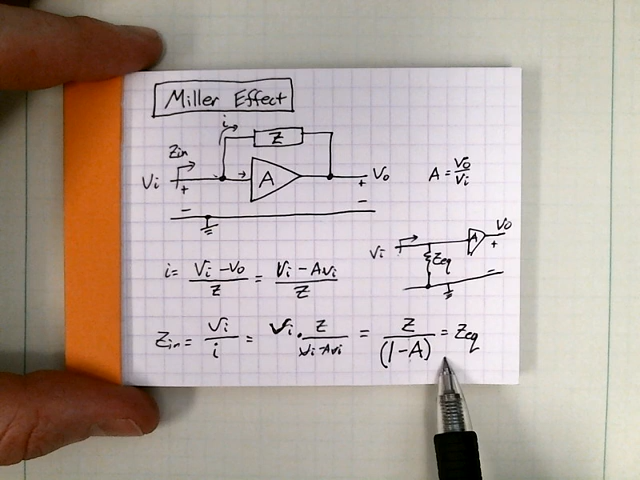 Miller Effect
i
Z
Zin
Vi
+
A
Vo
+
-
-
A = Vo/Vi
Vi
Zeq
A
Vo
+
-
i = (Vi - Vo)/Z = (Vi - AVi)/Z
Zin = Vi/i = Vi · Z/(Vi - AVi) = Z/(1-A) = Zeq